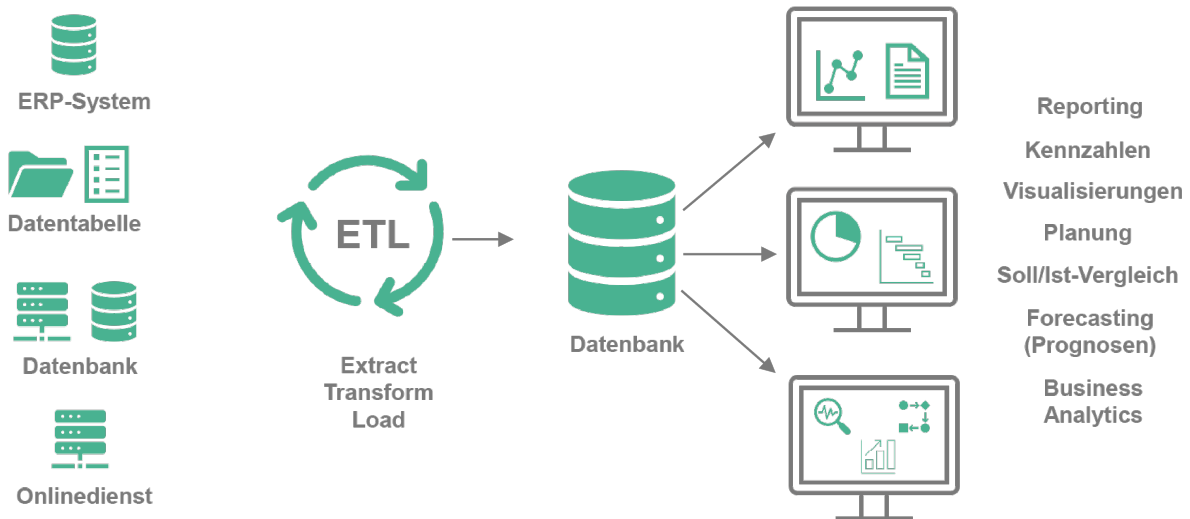 ERP-System
Datentabelle
Datenbank
Onlinedienst
ETL
Extract
Transform
Load
Datenbank
Reporting
Kennzahlen
Visualisierungen
Planung
Soll/Ist-Vergleich
Forecasting
(Prognosen)
Business
Analytics